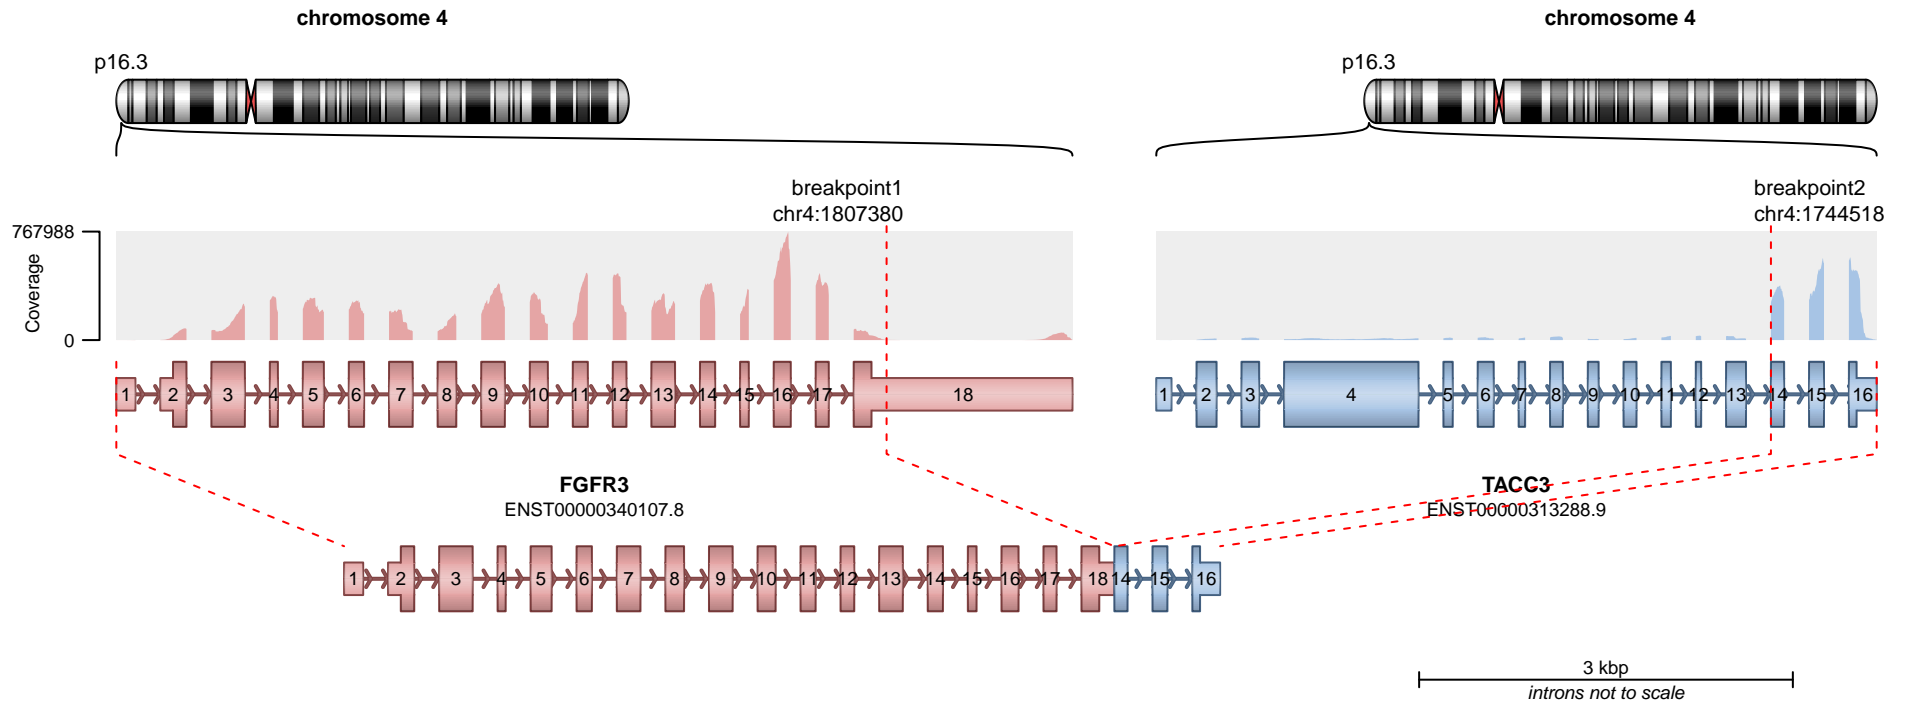 chromosome 4
chromosome 4
p16.3
p16.3
breakpoint1
chr4:1807380
breakpoint2
chr4:1744518
767988
Coverage
0
1 2 3 4 5 6 7 8 9 10 11 12 13 14 15 16 17 18
1 2 3 4 5 6 7 8 9 10 11 12 13 14 15 16
FGFR3
ENST00000340107.8
TACC3
ENST00000313288.9
1 2 3 4 5 6 7 8 9 10 11 12 13 14 15 16 17 18 14 15 16
3 kbp
introns not to scale